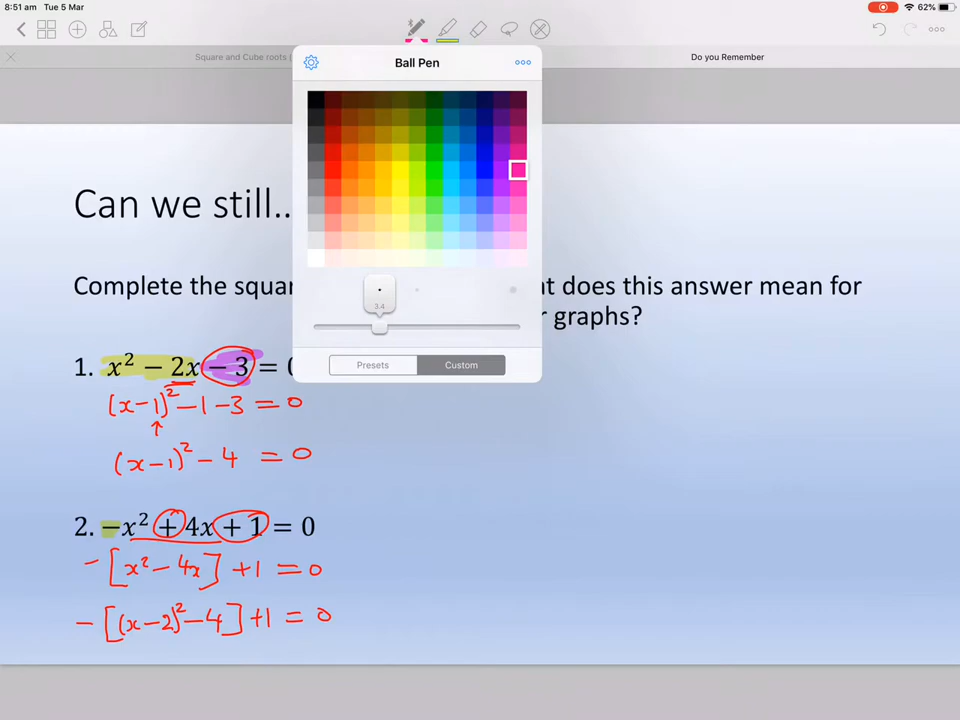 8:51 am Tue 5 Mar
62%
Square and Cube roots (
Do you Remember
Ball Pen
Can we still..
3.4
Complete the squar
t does this answer mean for
graphs?
Presets Custom
1. x² − 2x − 3 =
(x−1)² −1 −3 = 0
(x−1)² − 4 = 0
2. −x² + 4x + 1 = 0
− [x² − 4x] + 1 = 0
− [(x−2)² − 4] + 1 = 0